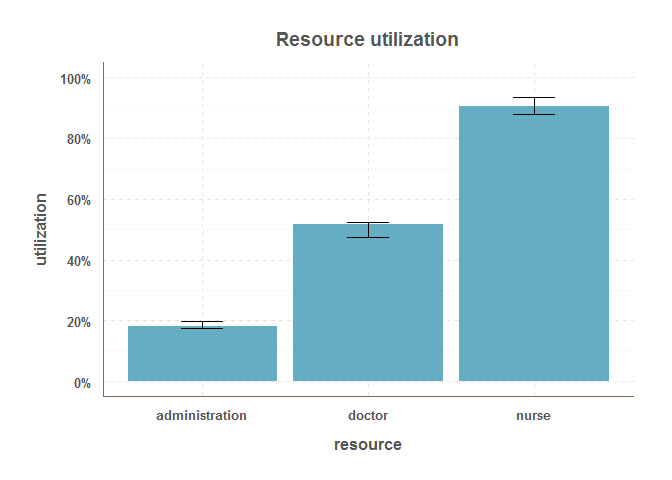 Resource utilization
100%
80%
60%
40%
20%
0%
utilization
administration doctor nurse
resource